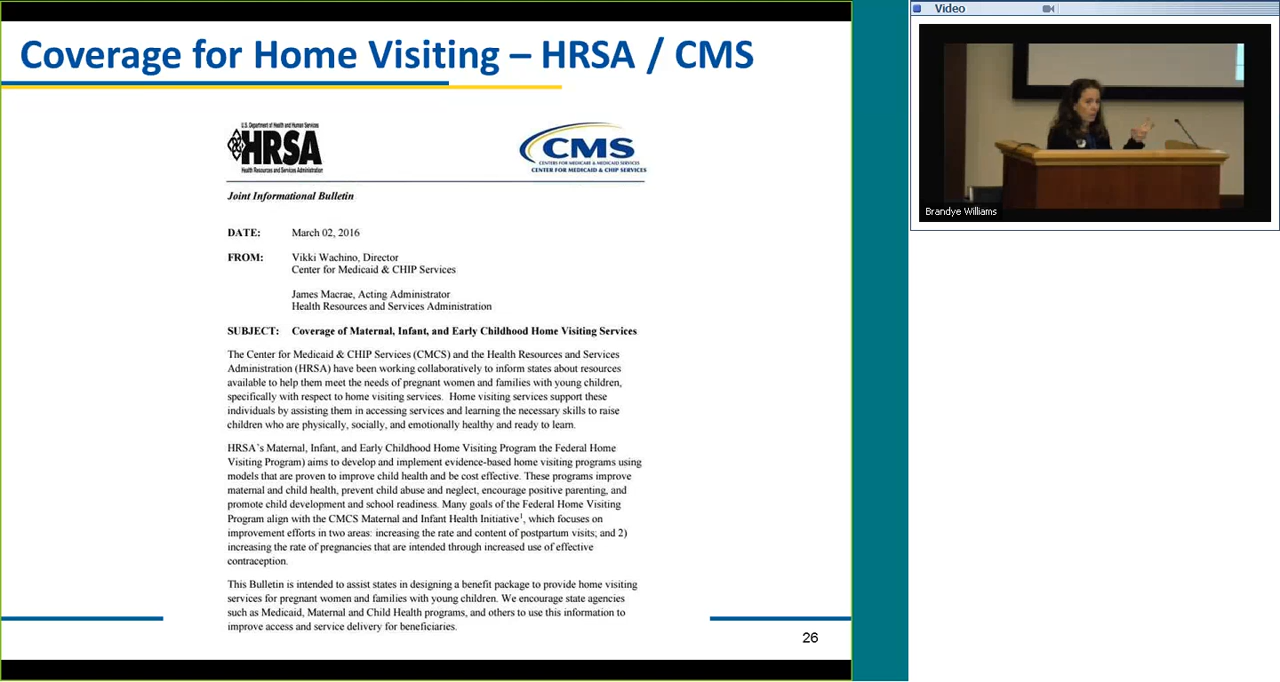 Coverage for Home Visiting – HRSA / CMS
U.S. Department of Health and Human Services
HRSA
Health Resources and Services Administration
CMS
CENTERS FOR MEDICARE & MEDICAID SERVICES
CENTER FOR MEDICAID & CHIP SERVICES
Joint Informational Bulletin
DATE: March 02, 2016
FROM: Vikki Wachino, Director
Center for Medicaid & CHIP Services
James Macrae, Acting Administrator
Health Resources and Services Administration
SUBJECT: Coverage of Maternal, Infant, and Early Childhood Home Visiting Services
The Center for Medicaid & CHIP Services (CMCS) and the Health Resources and Services
Administration (HRSA) have been working collaboratively to inform states about resources
available to help them meet the needs of pregnant women and families with young children,
specifically with respect to home visiting services. Home visiting services support these
individuals by assisting them in accessing services and learning the necessary skills to raise
children who are physically, socially, and emotionally healthy and ready to learn.
HRSA's Maternal, Infant, and Early Childhood Home Visiting Program the Federal Home
Visiting Program) aims to develop and implement evidence-based home visiting programs using
models that are proven to improve child health and be cost effective. These programs improve
maternal and child health, prevent child abuse and neglect, encourage positive parenting, and
promote child development and school readiness. Many goals of the Federal Home Visiting
Program align with the CMCS Maternal and Infant Health Initiative¹, which focuses on
improvement efforts in two areas: increasing the rate and content of postpartum visits; and 2)
increasing the rate of pregnancies that are intended through increased use of effective
contraception.
This Bulletin is intended to assist states in designing a benefit package to provide home visiting
services for pregnant women and families with young children. We encourage state agencies
such as Medicaid, Maternal and Child Health programs, and others to use this information to
improve access and service delivery for beneficiaries.
26
Video
Brandye Williams